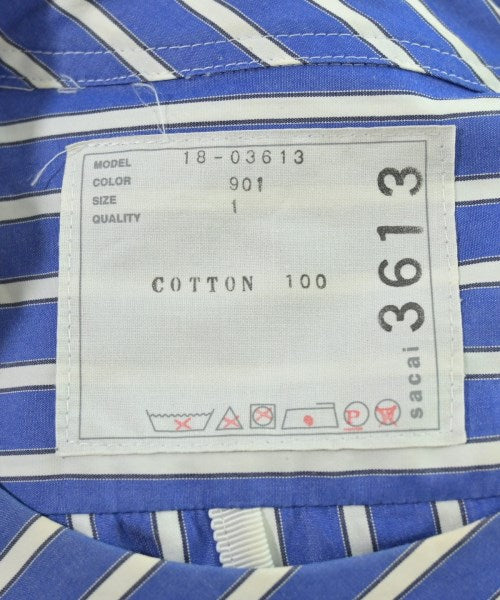 MODEL 18-03613
COLOR 901
SIZE 1
QUALITY
COTTON 100
P
sacai 3613